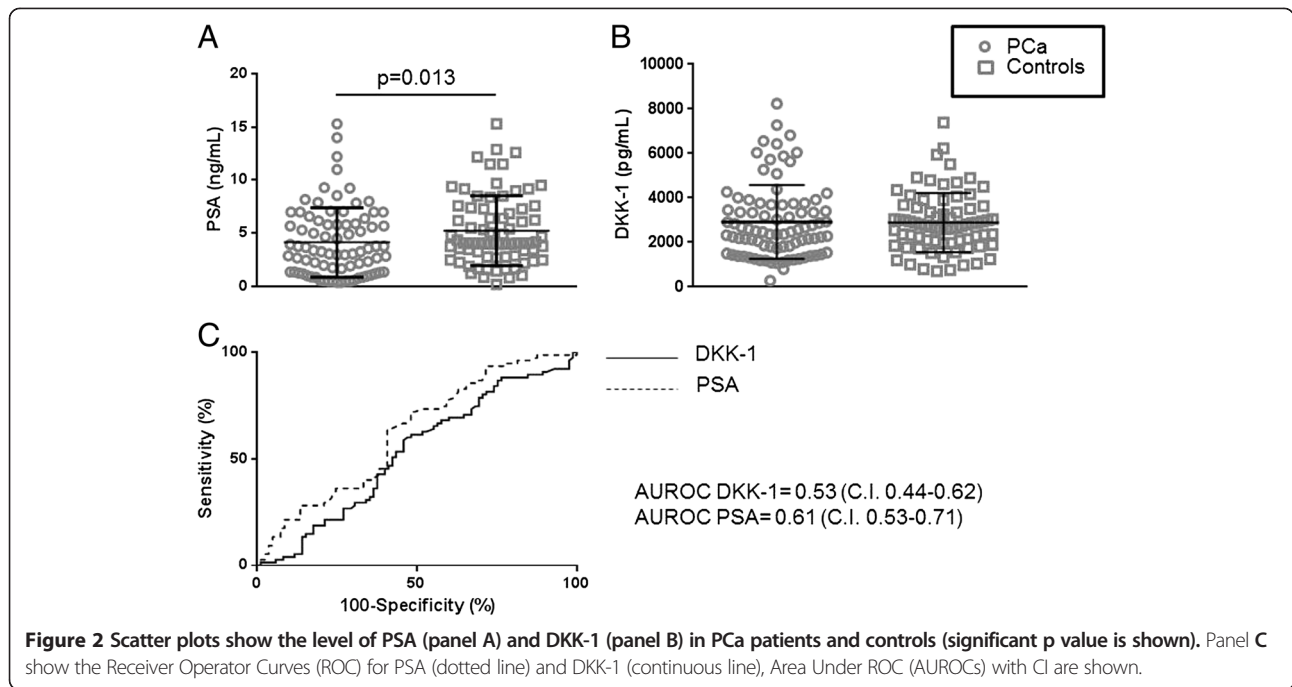 A
p=0.013
PSA (ng/mL)
20
15
10
5
0
B
PCa
Controls
DKK-1 (pg/mL)
10000
8000
6000
4000
2000
0
C
Sensitivity (%)
100
50
0
0
50
100
100-Specificity (%)
DKK-1
PSA
AUROC DKK-1= 0.53 (C.I. 0.44-0.62)
AUROC PSA= 0.61 (C.I. 0.53-0.71)
Figure 2 Scatter plots show the level of PSA (panel A) and DKK-1 (panel B) in PCa patients and controls (significant p value is shown). Panel C
show the Receiver Operator Curves (ROC) for PSA (dotted line) and DKK-1 (continuous line), Area Under ROC (AUROCs) with CI are shown.